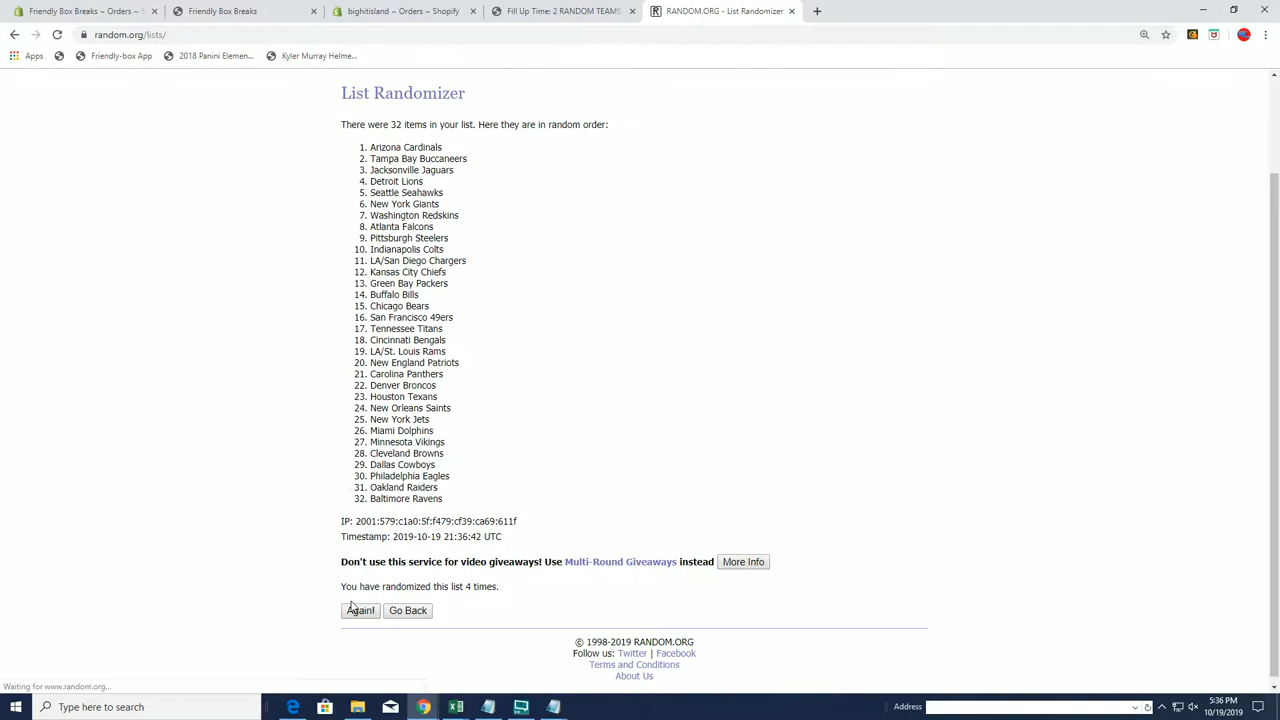 Friendly Box Breaks ~ Orders ~ S
Friendly Box Breaks
bighitisland ~ Orders ~ Shopify
Fill Up Time: 2 RANDOM TEAMS
RANDOM.ORG - List Randomizer
random.org/lists/
Apps
Friendly-box App
2018 Panini Elemen...
Kyler Murray Helme...
List Randomizer
There were 32 items in your list. Here they are in random order:
1. Arizona Cardinals
2. Tampa Bay Buccaneers
3. Jacksonville Jaguars
4. Detroit Lions
5. Seattle Seahawks
6. New York Giants
7. Washington Redskins
8. Atlanta Falcons
9. Pittsburgh Steelers
10. Indianapolis Colts
11. LA/San Diego Chargers
12. Kansas City Chiefs
13. Green Bay Packers
14. Buffalo Bills
15. Chicago Bears
16. San Francisco 49ers
17. Tennessee Titans
18. Cincinnati Bengals
19. LA/St. Louis Rams
20. New England Patriots
21. Carolina Panthers
22. Denver Broncos
23. Houston Texans
24. New Orleans Saints
25. New York Jets
26. Miami Dolphins
27. Minnesota Vikings
28. Cleveland Browns
29. Dallas Cowboys
30. Philadelphia Eagles
31. Oakland Raiders
32. Baltimore Ravens
IP: 2001:579:c1a0:5f:f479:cf39:ca69:611f
Timestamp: 2019-10-19 21:36:42 UTC
Don't use this service for video giveaways! Use Multi-Round Giveaways instead More Info
You have randomized this list 4 times.
Again! Go Back
© 1998-2019 RANDOM.ORG
Follow us: Twitter | Facebook
Terms and Conditions
About Us
Waiting for www.random.org...
Type here to search
Address
5:36 PM
10/19/2019